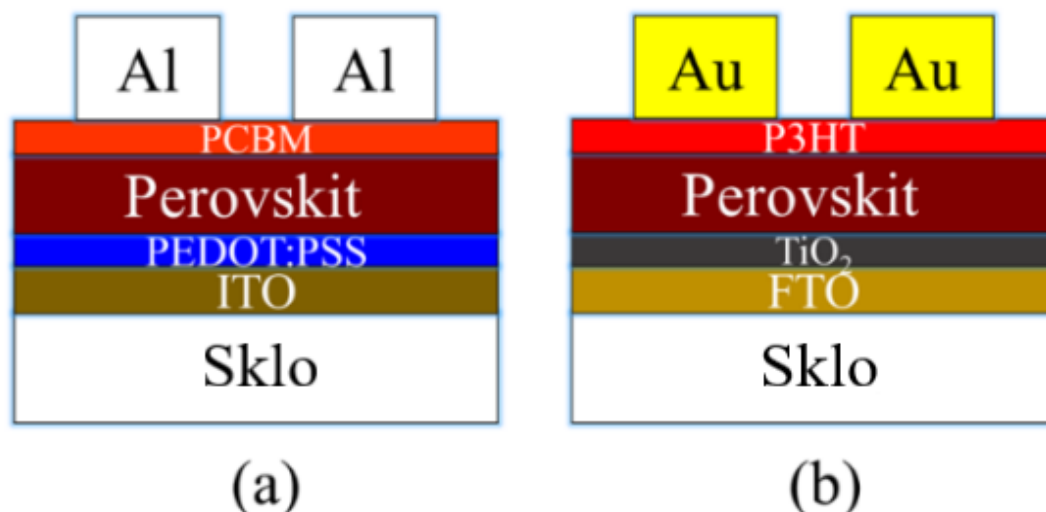 Al Al
PCBM
Perovskit
PEDOT:PSS
ITO
Sklo
(a)
Au Au
P3HT
Perovskit
TiO₂
FTO
Sklo
(b)